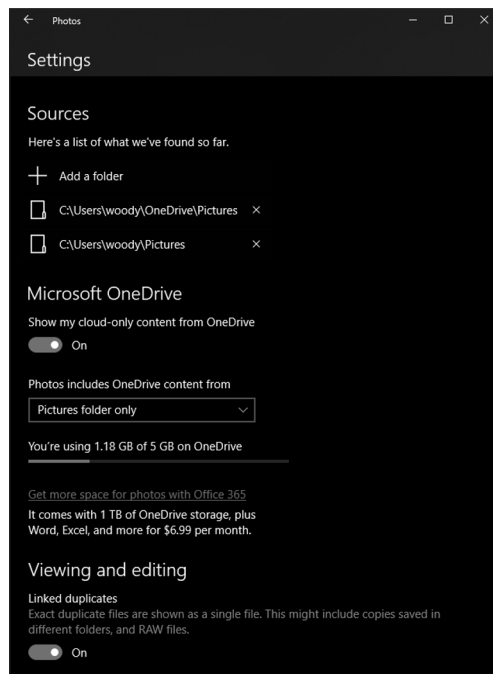 Photos
Settings
Sources
Here's a list of what we've found so far.
Add a folder
C:\Users\woody\OneDrive\Pictures
C:\Users\woody\Pictures
Microsoft OneDrive
Show my cloud-only content from OneDrive
On
Photos includes OneDrive content from
Pictures folder only
You're using 1.18 GB of 5 GB on OneDrive
Get more space for photos with Office 365
It comes with 1 TB of OneDrive storage, plus
Word, Excel, and more for $6.99 per month.
Viewing and editing
Linked duplicates
Exact duplicate files are shown as a single file. This might include copies saved in
different folders, and RAW files.
On